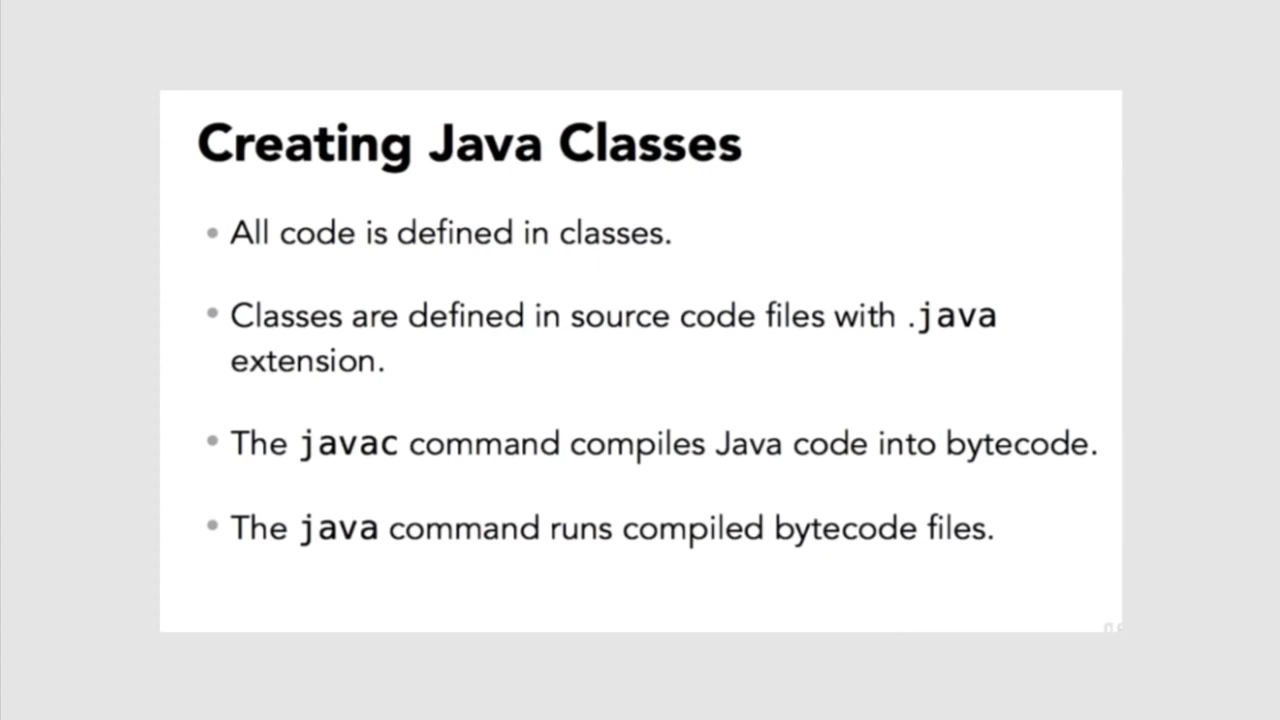 Creating Java Classes
• All code is defined in classes.
• Classes are defined in source code files with .java
extension.
• The javac command compiles Java code into bytecode.
• The java command runs compiled bytecode files.